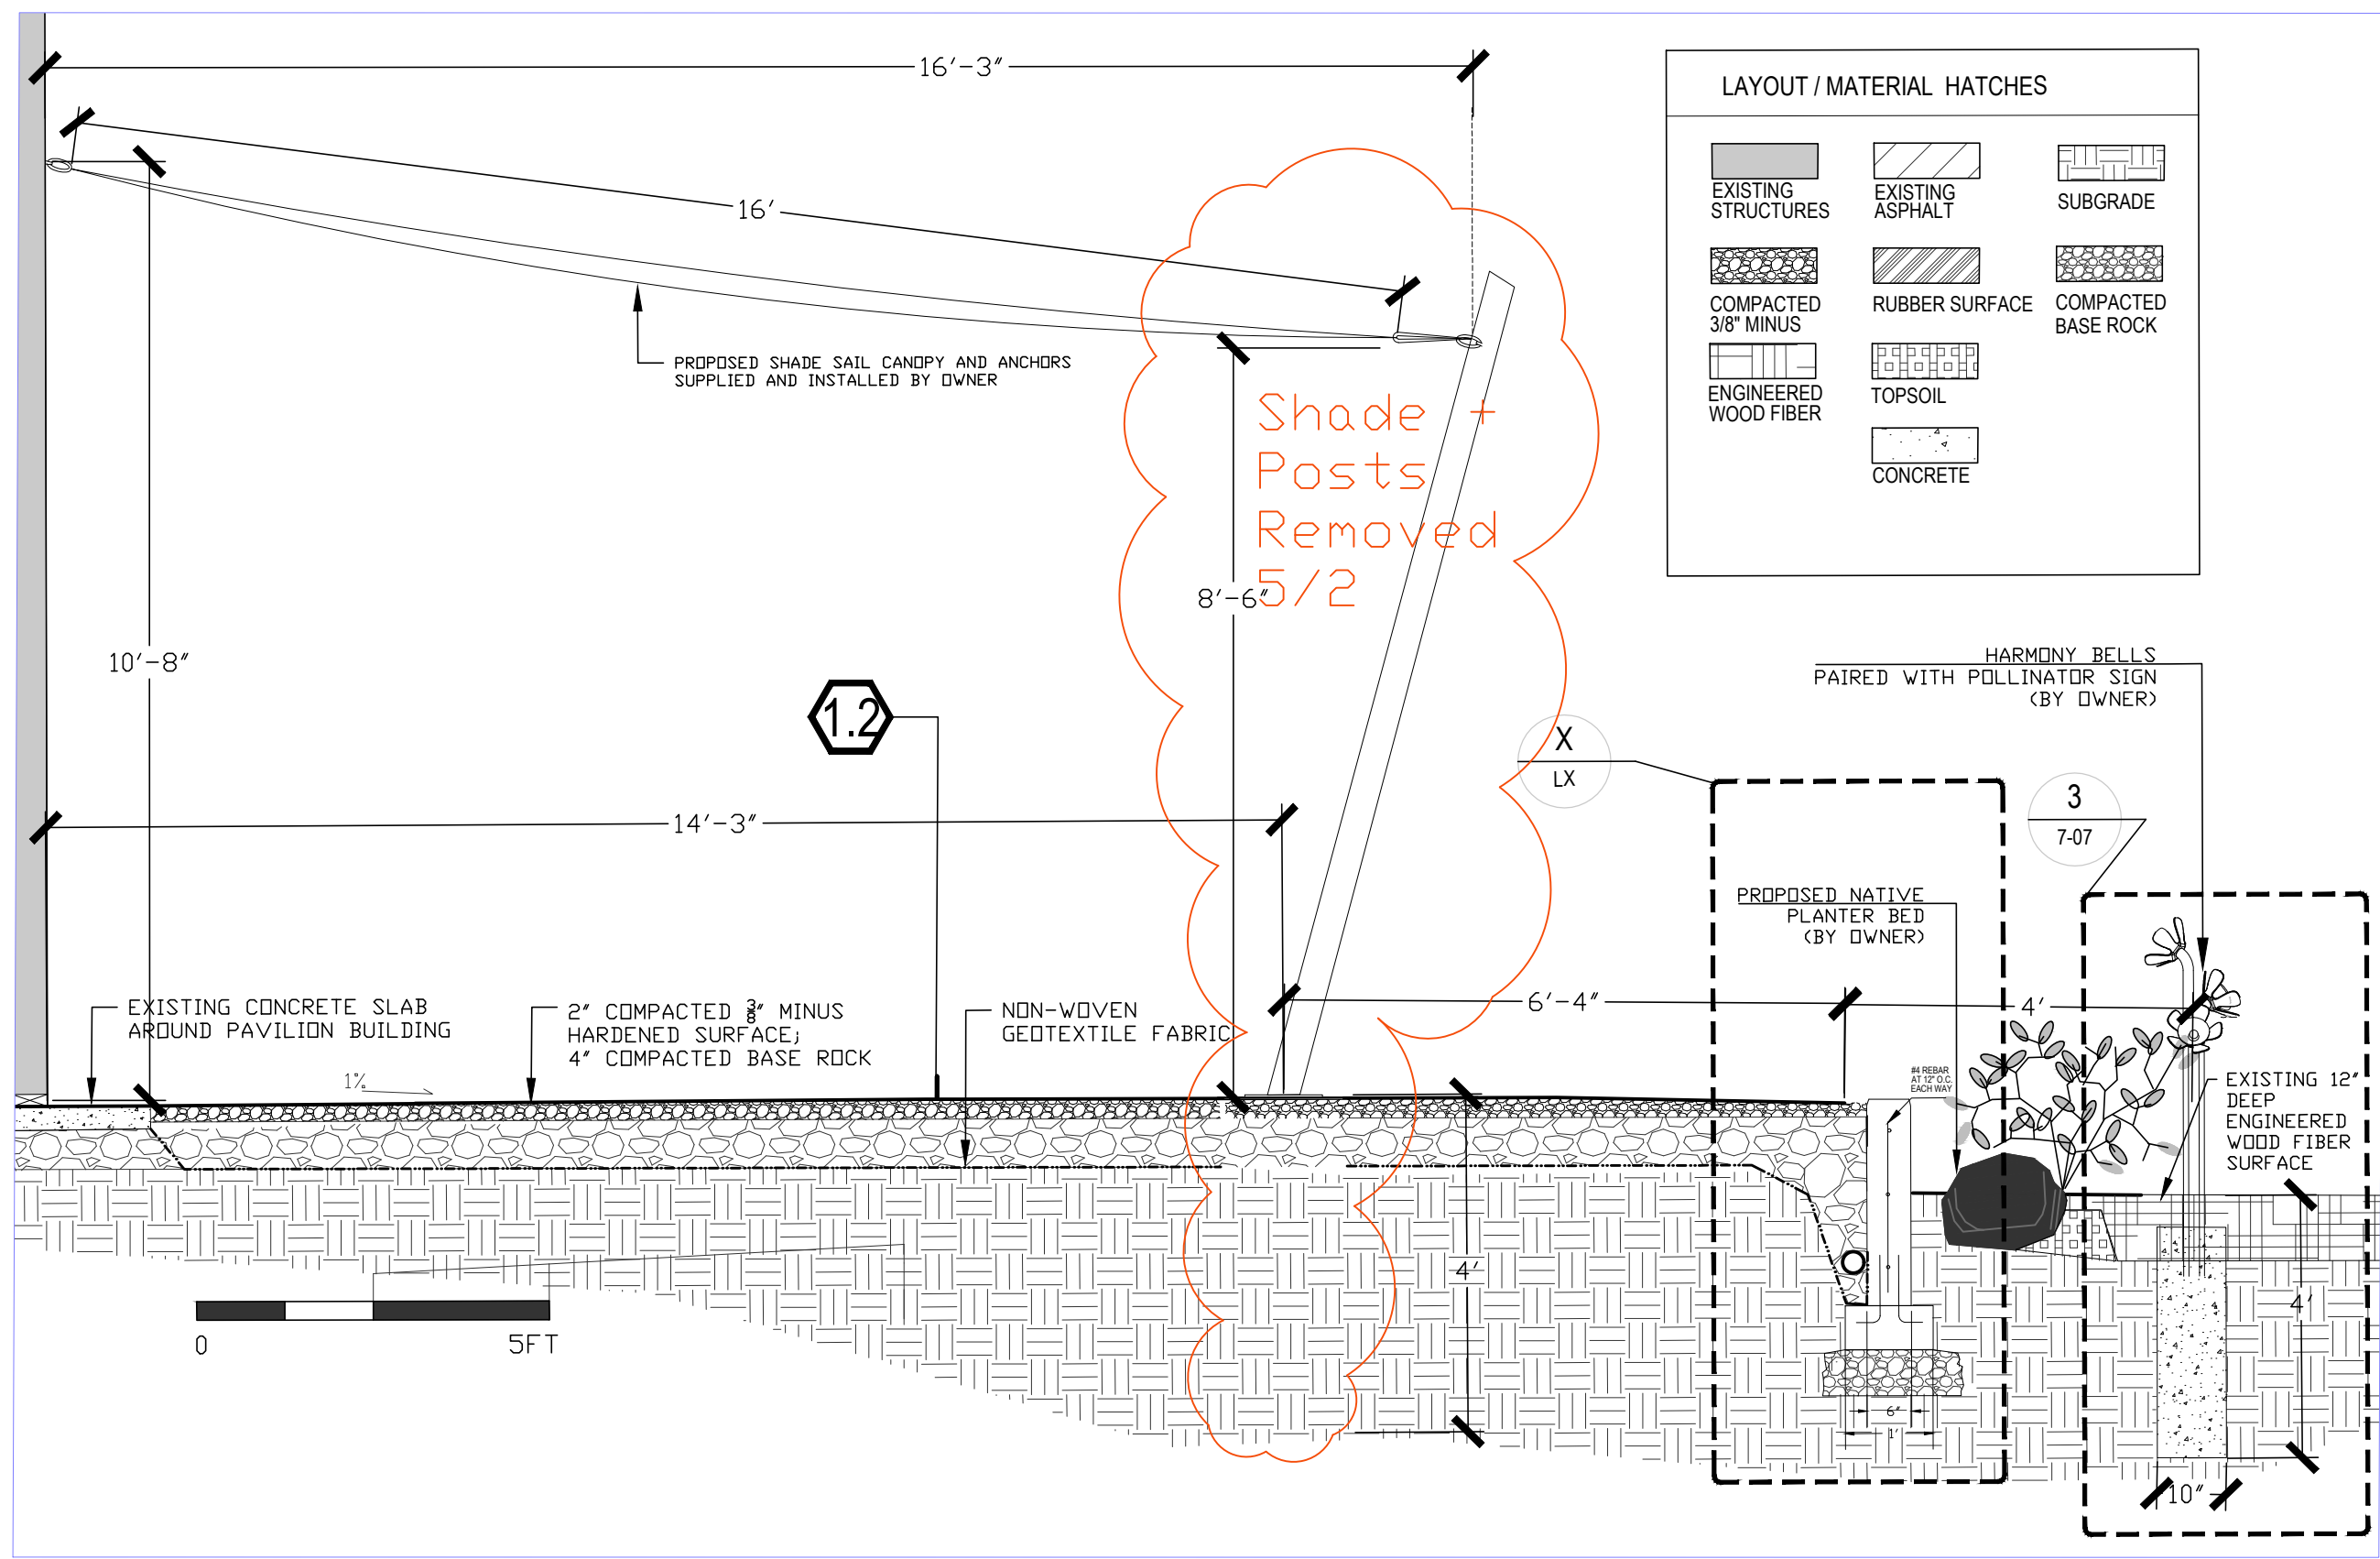 16'-3"
LAYOUT / MATERIAL HATCHES
EXISTING
STRUCTURES
EXISTING
ASPHALT
SUBGRADE
COMPACTED
3/8" MINUS
RUBBER SURFACE
COMPACTED
BASE ROCK
ENGINEERED
WOOD FIBER
TOPSOIL
CONCRETE
16'
PROPOSED SHADE SAIL CANOPY AND ANCHORS
SUPPLIED AND INSTALLED BY OWNER
Shade +
Posts
Removed
5/2
8'-6"
10'-8"
1.2
HARMONY BELLS
PAIRED WITH POLLINATOR SIGN
(BY OWNER)
X
LX
3
7-07
14'-3"
PROPOSED NATIVE
PLANTER BED
(BY OWNER)
6'-4"
4'
EXISTING CONCRETE SLAB
AROUND PAVILION BUILDING
2" COMPACTED 3/8" MINUS
HARDENED SURFACE;
4" COMPACTED BASE ROCK
NON-WOVEN
GEOTEXTILE FABRIC
1%
#4 REBAR
AT 12" O.C.
EACH WAY
EXISTING 12"
DEEP
ENGINEERED
WOOD FIBER
SURFACE
4'
4'
0
5FT
6"
1'
10"